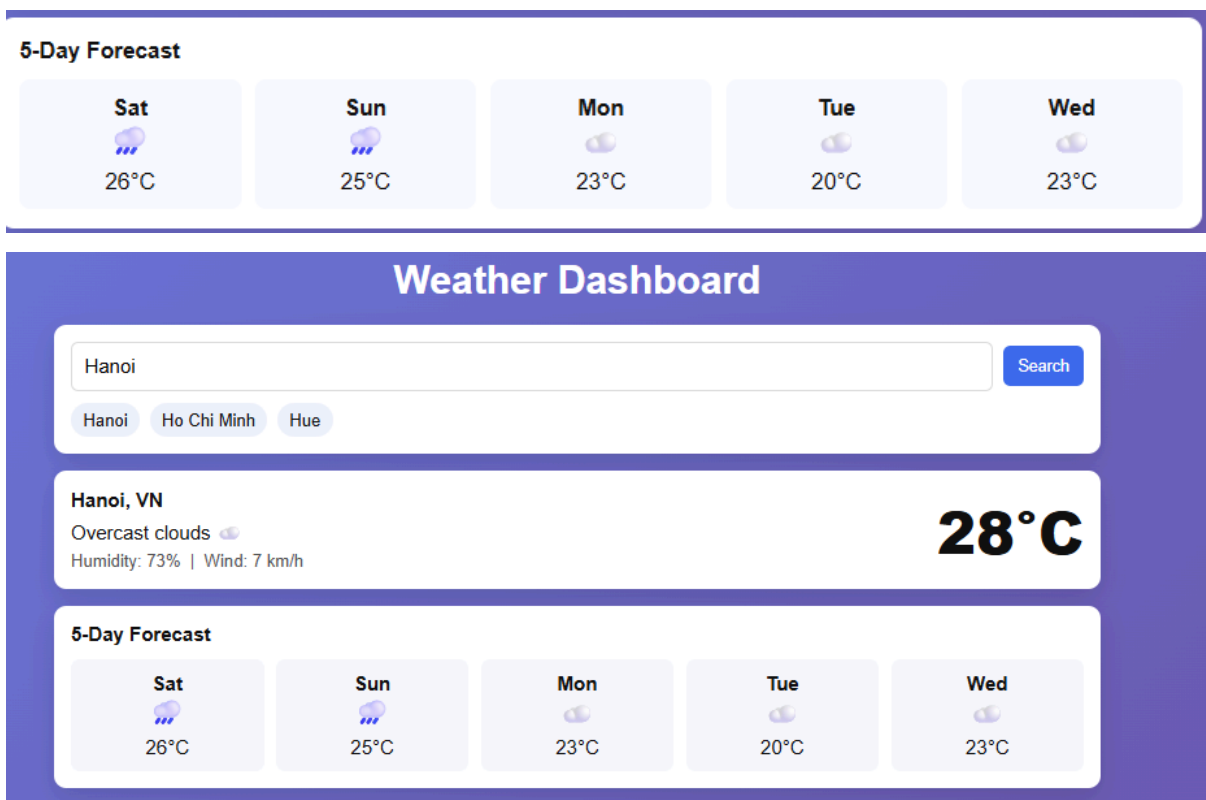 5-Day Forecast
Sat Sun Mon Tue Wed
26°C 25°C 23°C 20°C 23°C
Weather Dashboard
Hanoi Search
Hanoi Ho Chi Minh Hue
Hanoi, VN
Overcast clouds
28°C
Humidity: 73% | Wind: 7 km/h
5-Day Forecast
Sat Sun Mon Tue Wed
26°C 25°C 23°C 20°C 23°C